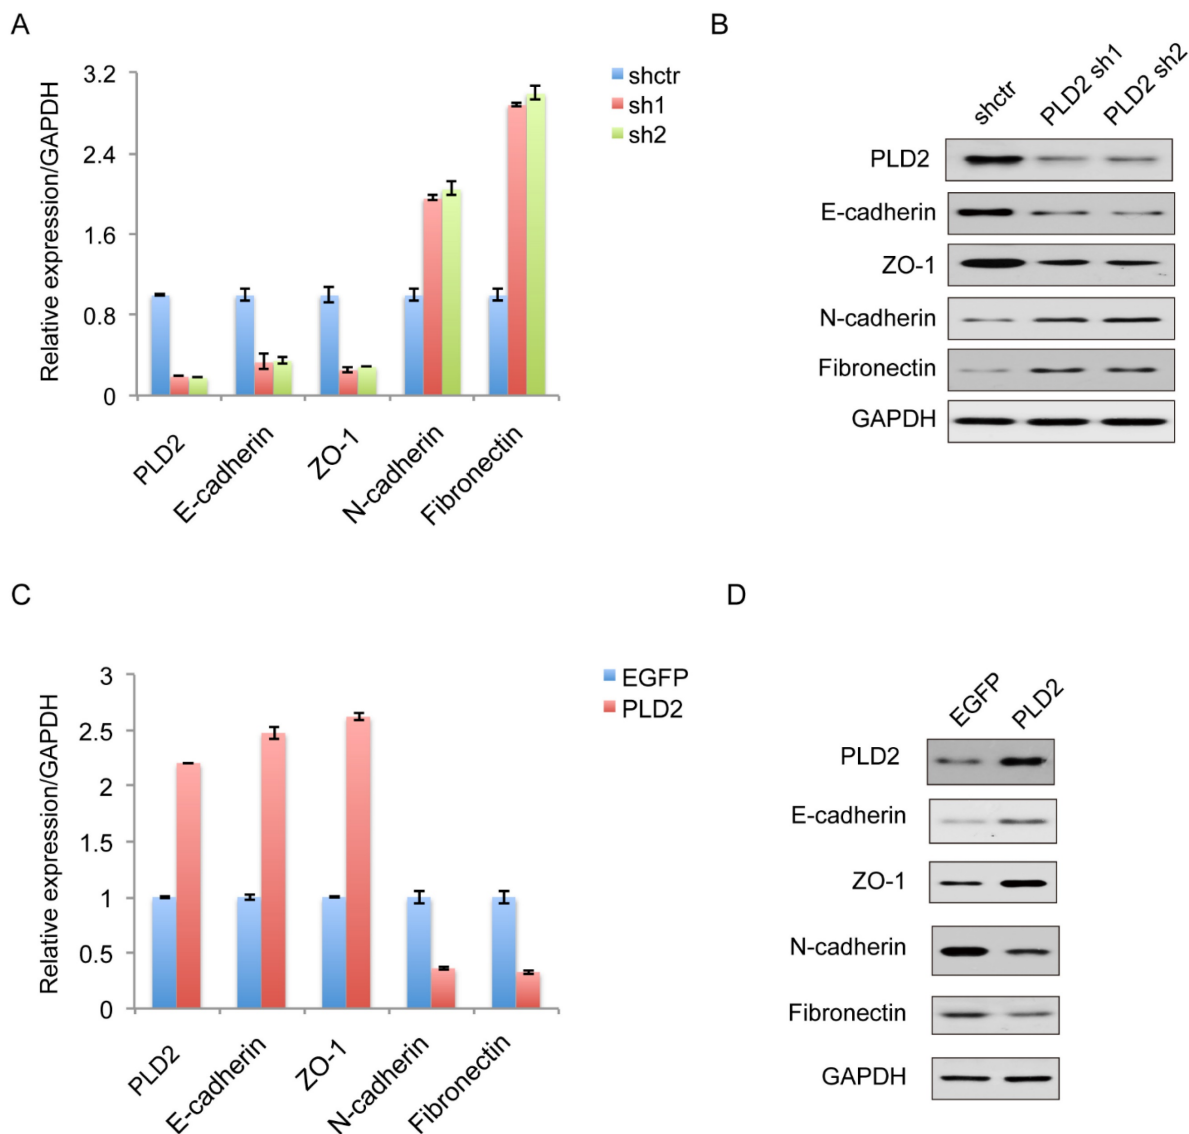 A
Relative expression/GAPDH
3.2
2.4
1.6
0.8
0
shctr
sh1
sh2
PLD2
E-cadherin
ZO-1
N-cadherin
Fibronectin
B
shctr
PLD2 sh1
PLD2 sh2
PLD2
E-cadherin
ZO-1
N-cadherin
Fibronectin
GAPDH
C
Relative expression/GAPDH
3
2.5
2
1.5
1
0.5
0
EGFP
PLD2
PLD2
E-cadherin
ZO-1
N-cadherin
Fibronectin
D
EGFP
PLD2
PLD2
E-cadherin
ZO-1
N-cadherin
Fibronectin
GAPDH